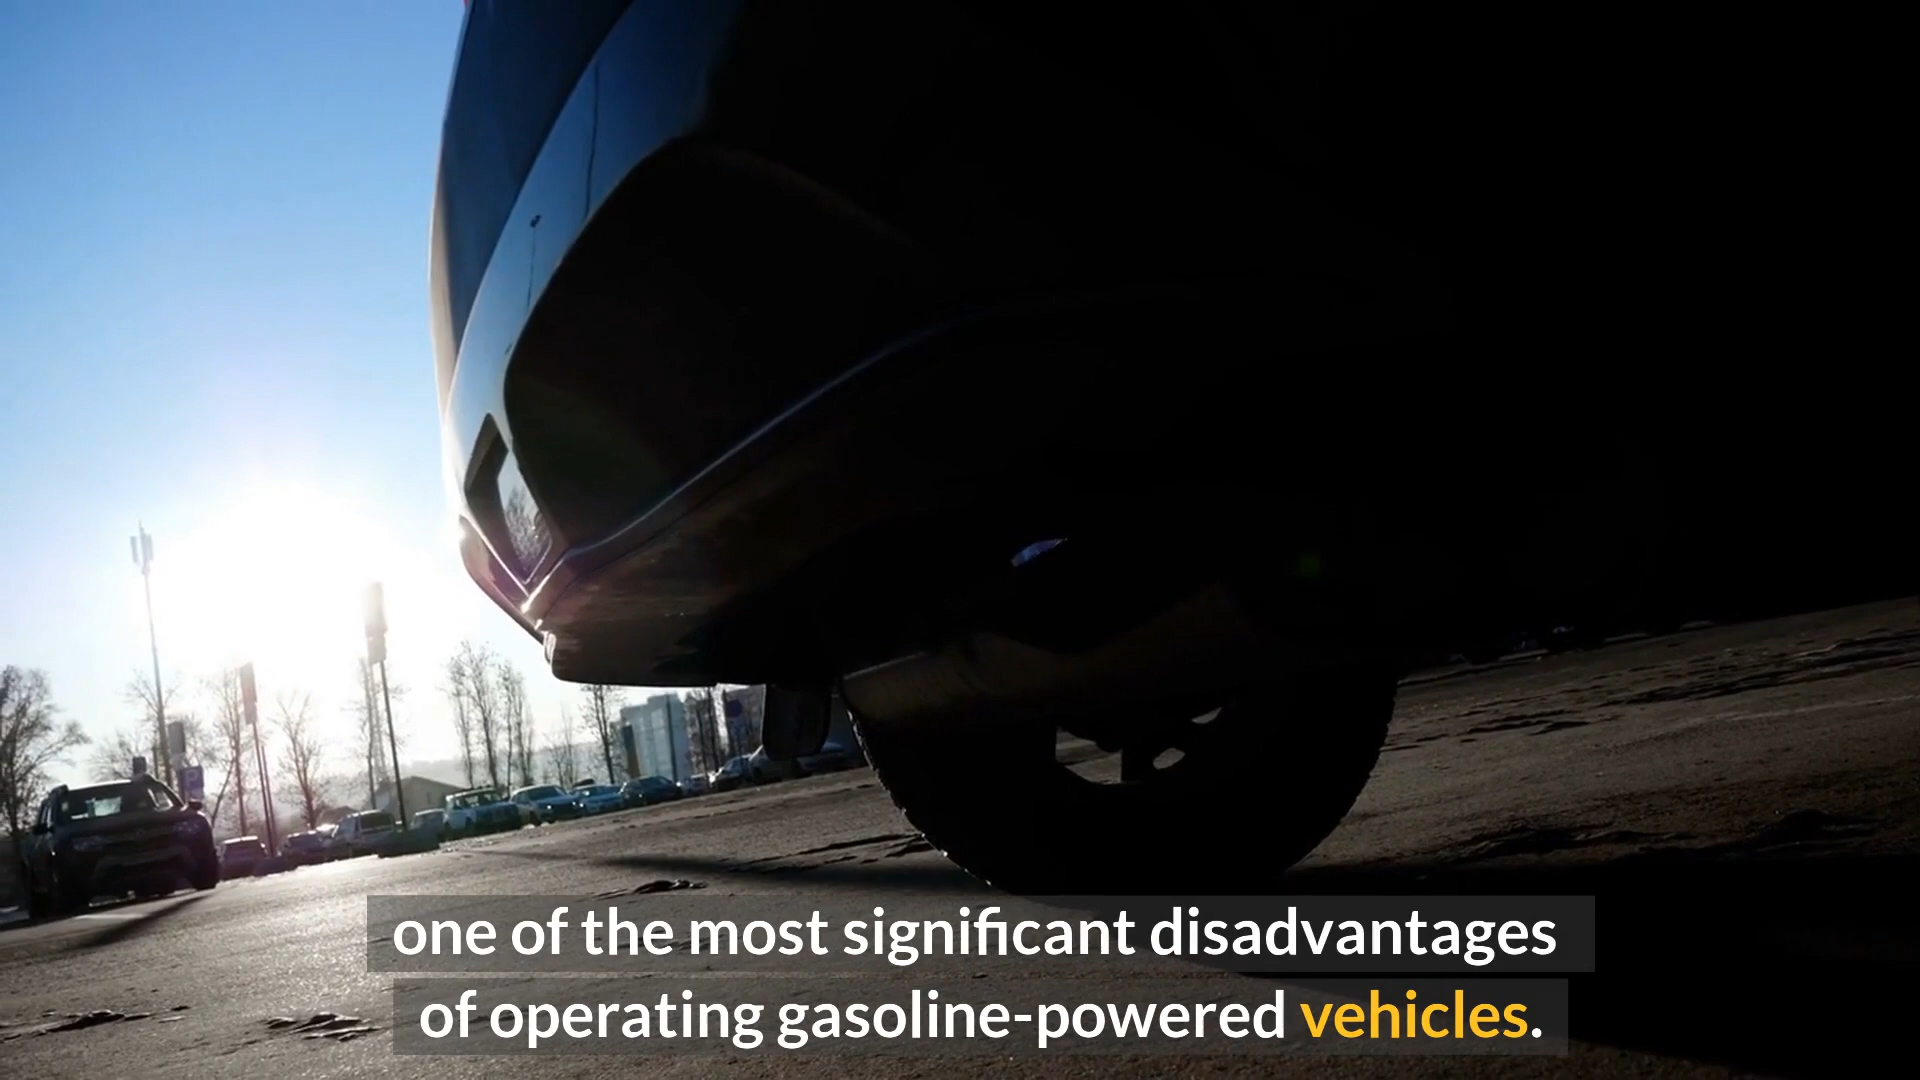 one of the most significant disadvantages
of operating gasoline-powered vehicles.